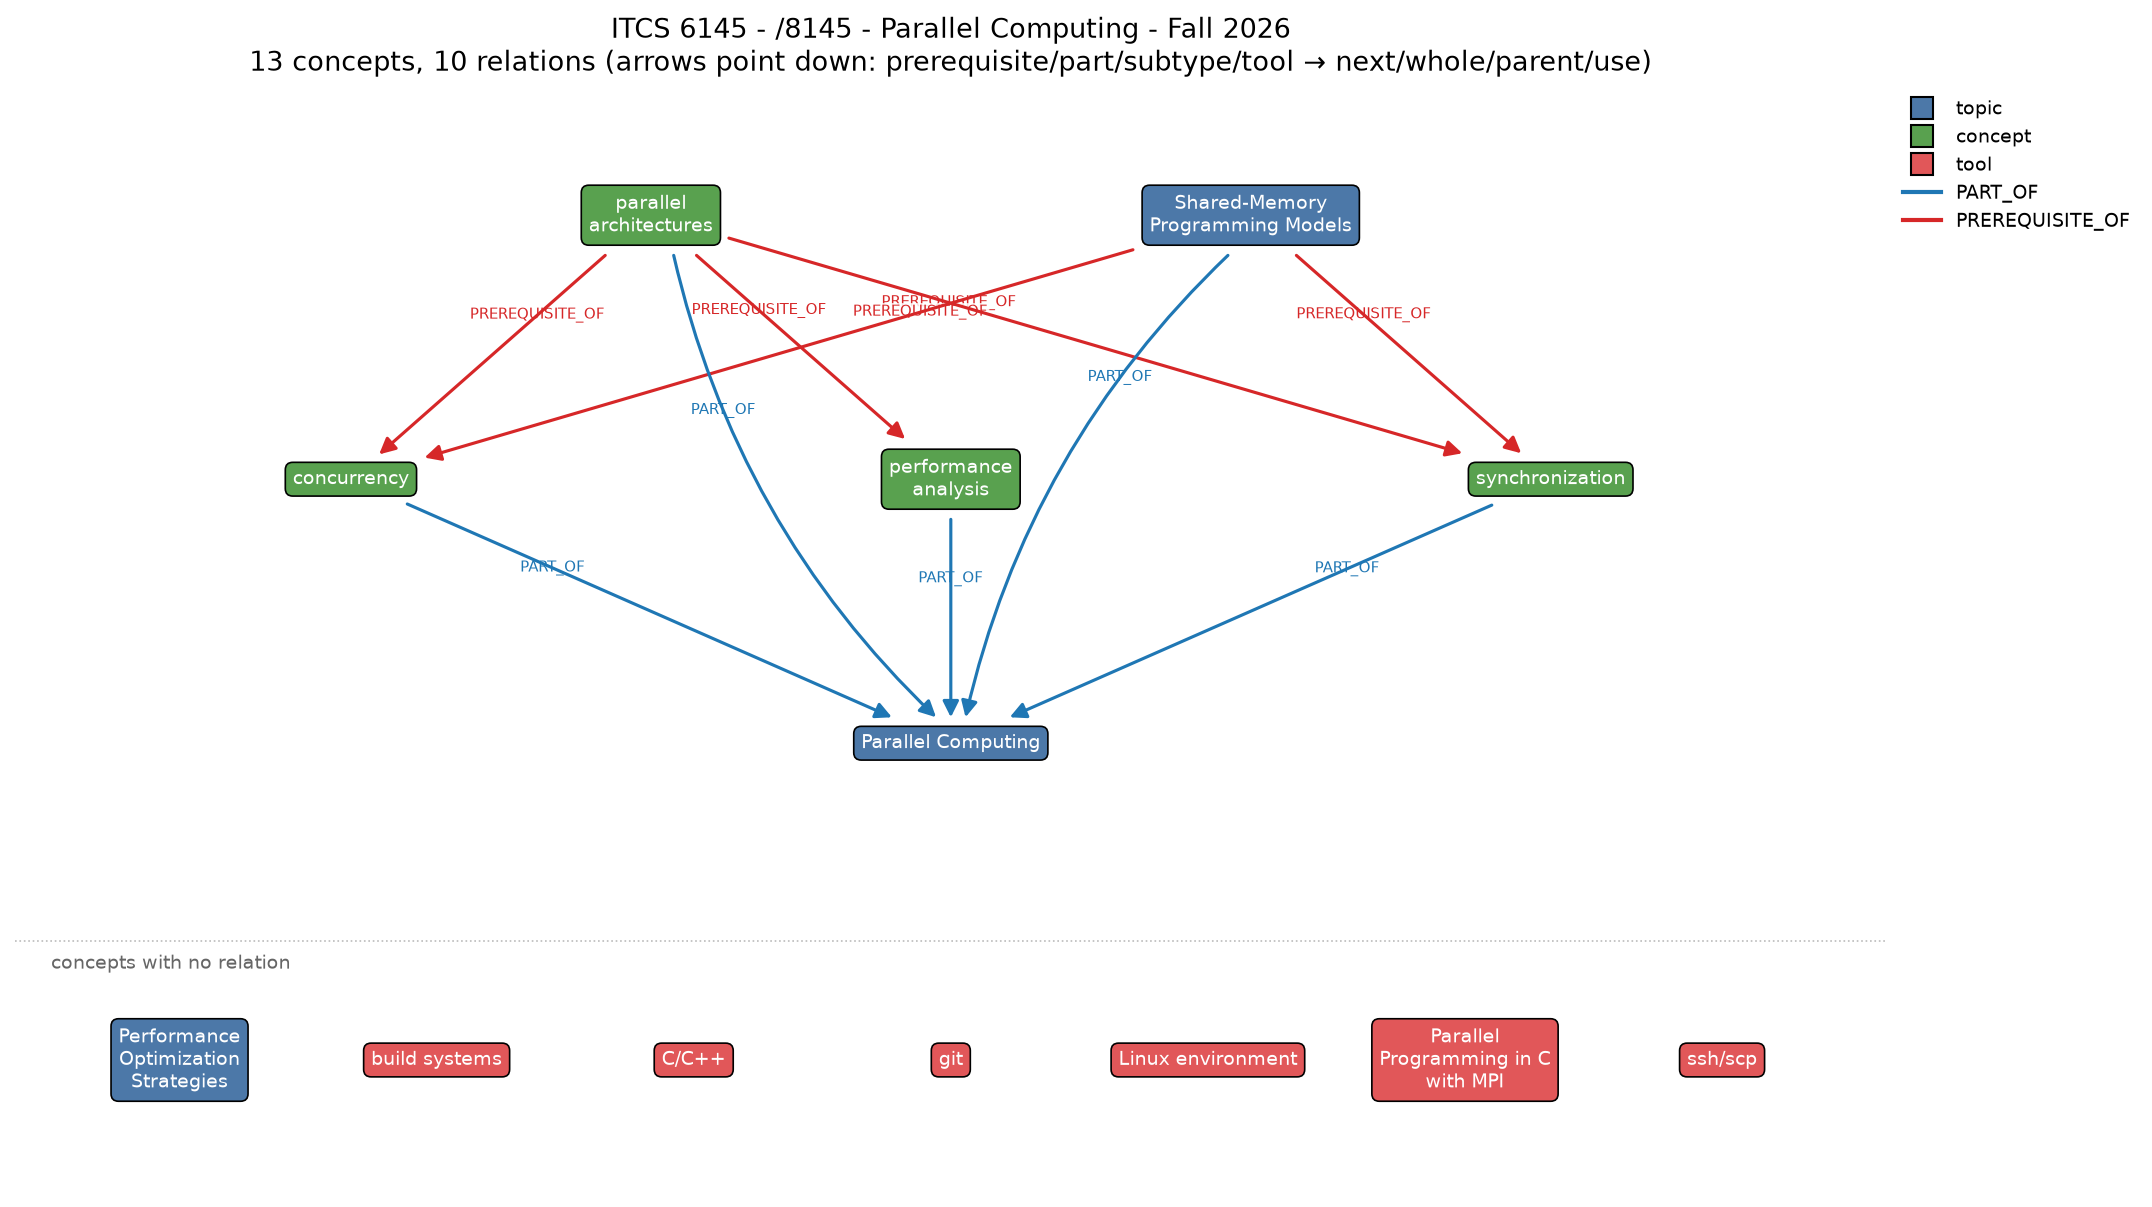 ITCS 6145 - /8145 - Parallel Computing - Fall 2026
13 concepts, 10 relations (arrows point down: prerequisite/part/subtype/tool → next/whole/parent/use)
topic
concept
tool
PART_OF
PREREQUISITE_OF
parallel
architectures
Shared-Memory
Programming Models
PREREQUISITE_OF
PREREQUISITE_OF
PREREQUISITE_OF
PREREQUISITE_OF
PREREQUISITE_OF
PART_OF
PART_OF
concurrency
performance
analysis
synchronization
PART_OF
PART_OF
PART_OF
Parallel Computing
concepts with no relation
Performance
Optimization
Strategies
build systems
C/C++
git
Linux environment
Parallel
Programming in C
with MPI
ssh/scp